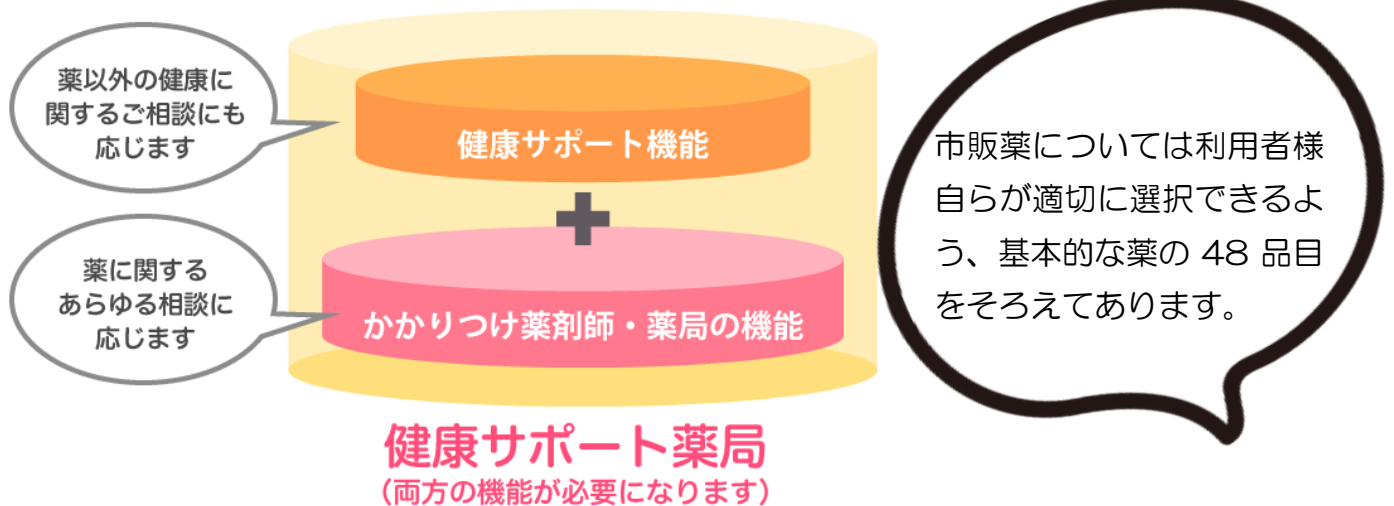 薬以外の健康に
関するご相談にも
応じます
健康サポート機能
薬に関する
あらゆる相談に
応じます
かかりつけ薬剤師・薬局の機能
健康サポート薬局
(両方の機能が必要になります)
市販薬については利用者様
自らが適切に選択できるよ
う、基本的な薬の 48 品目
をそろえてあります。